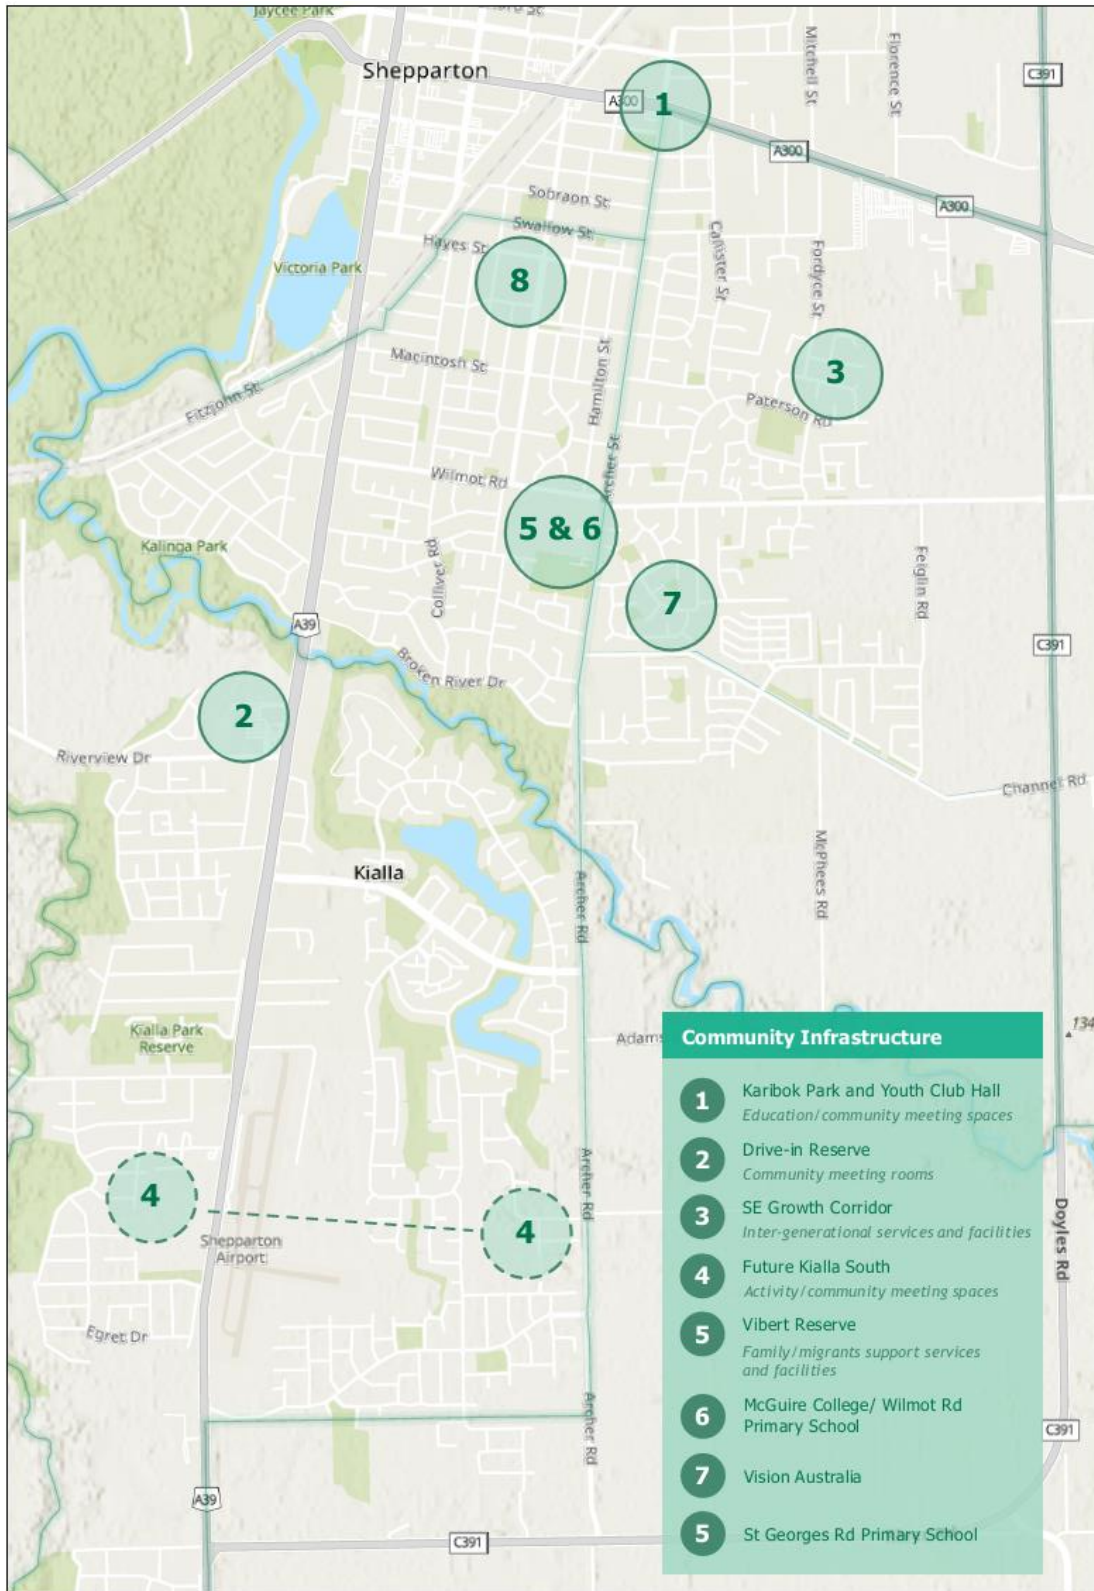 Jaycee Park
Shepparton
Mitchell St
Florence St
C391
A300
1
A300
A300
Sobraon St
Swallow St
Hayes St
Callister St
Fordyce St
Victoria Park
8
Macintosh St
Hamilton St
3
Paterson Rd
Fitzjohn St
Wilmot Rd
Archer St
5 & 6
Kalinga Park
Colliver Rd
Feiglin Rd
7
A39
C391
Broken River Dr
2
Riverview Dr
Channel Rd
McPhees Rd
Kialla
Archer Rd
Kialla Park
Reserve
Adams
134
4
4
Shepparton
Airport
Archer Rd
Doyles Rd
Egret Dr
Archer Rd
A39
C391
C391
Community Infrastructure
1 Karibok Park and Youth Club Hall
Education/community meeting spaces
2 Drive-in Reserve
Community meeting rooms
3 SE Growth Corridor
Inter-generational services and facilities
4 Future Kialla South
Activity/community meeting spaces
5 Vibert Reserve
Family/migrants support services
and facilities
6 McGuire College/ Wilmot Rd
Primary School
7 Vision Australia
5 St Georges Rd Primary School